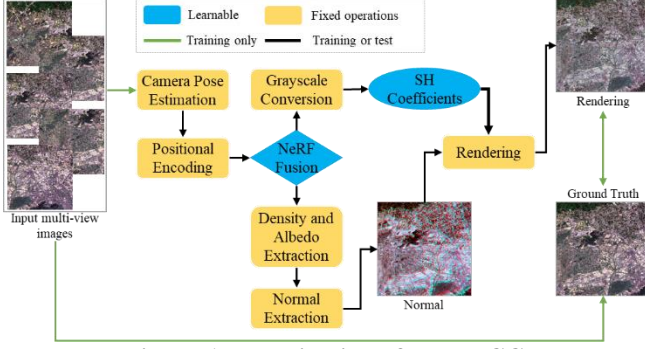 Learnable
Fixed operations
Training only
Training or test
Camera Pose
Estimation
Grayscale
Conversion
SH
Coefficients
Rendering
Positional
Encoding
NeRF
Fusion
Rendering
Ground Truth
Input multi-view
images
Density and
Albedo
Extraction
Normal
Extraction
Normal